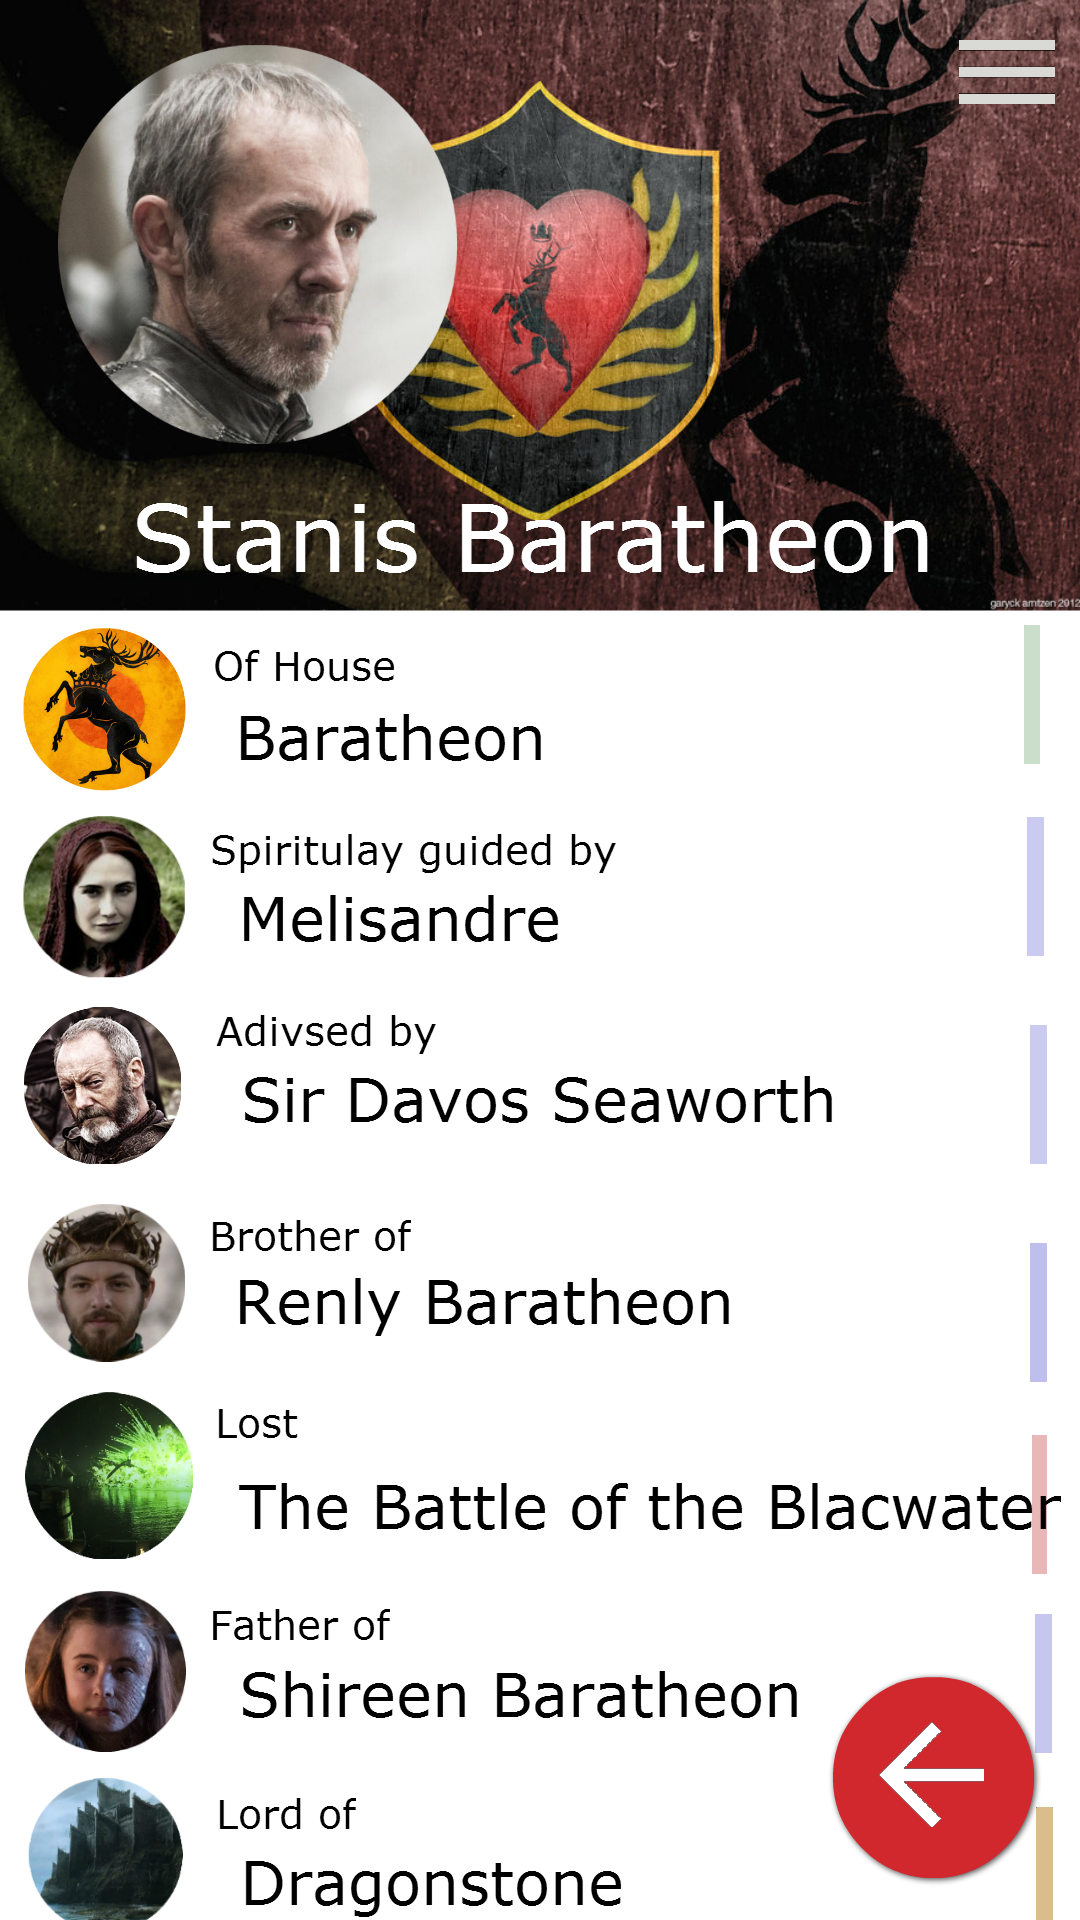 Stanis Baratheon
garyck arntzen 2012
Of House
Baratheon
Spiritulay guided by
Melisandre
Adivsed by
Sir Davos Seaworth
Brother of
Renly Baratheon
Lost
The Battle of the Blacwater
Father of
Shireen Baratheon
Lord of
Dragonstone